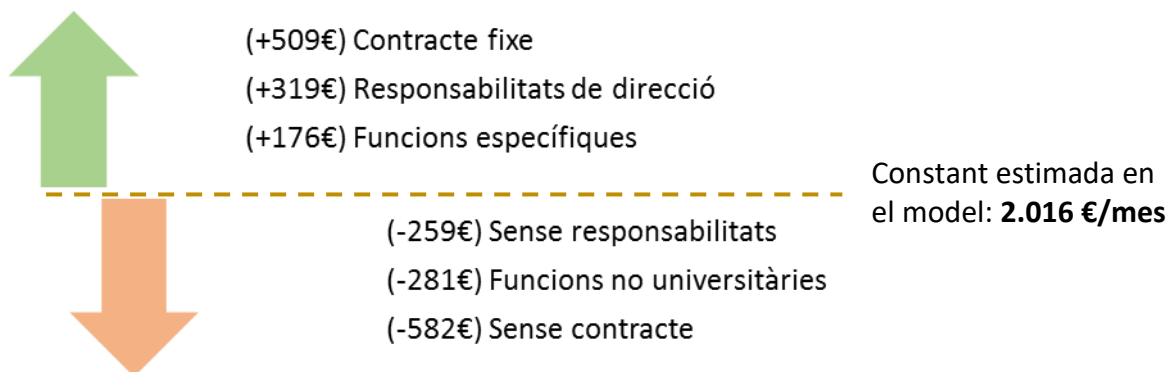 (+509€) Contracte fixe
(+319€) Responsabilitats de direcció
(+176€) Funcions específiques
Constant estimada en
el model: 2.016 €/mes
(-259€) Sense responsabilitats
(-281€) Funcions no universitàries
(-582€) Sense contracte